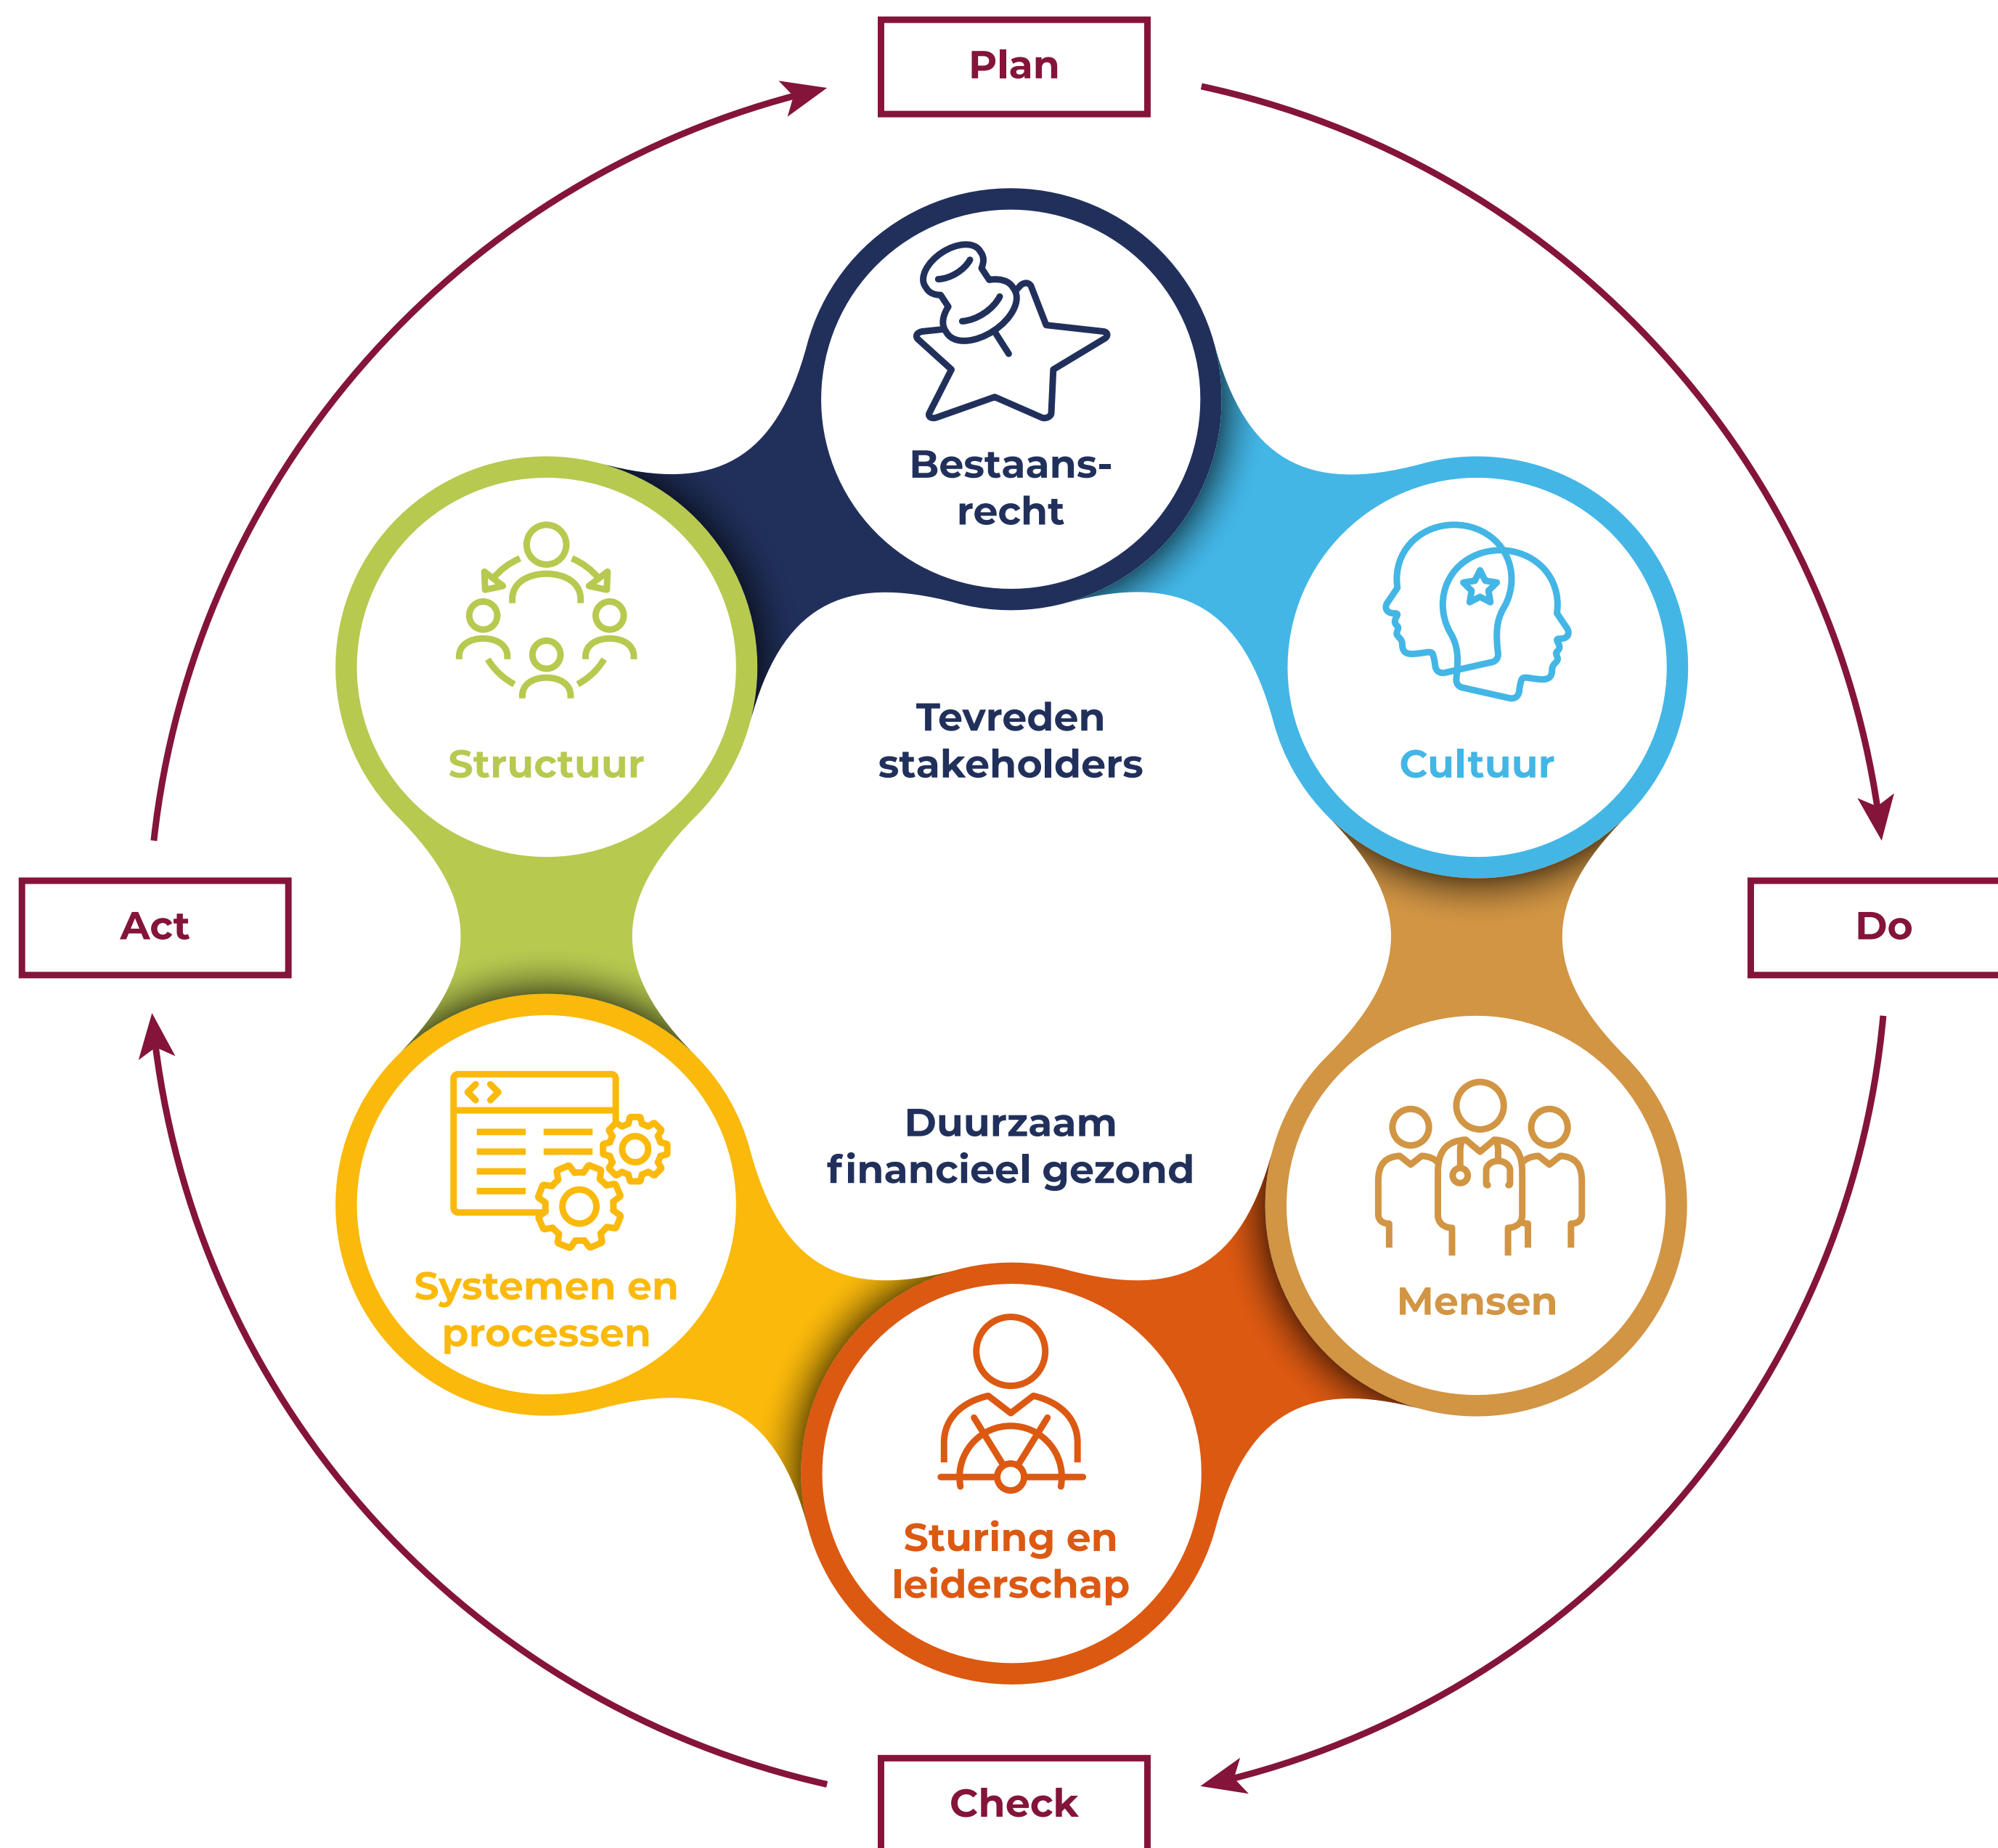 Plan
Bestaans-
recht
Structuur
Cultuur
Tevreden
stakeholders
Act
Do
Duurzaam
financieel gezond
Systemen en
processen
Mensen
Sturing en
leiderschap
Check